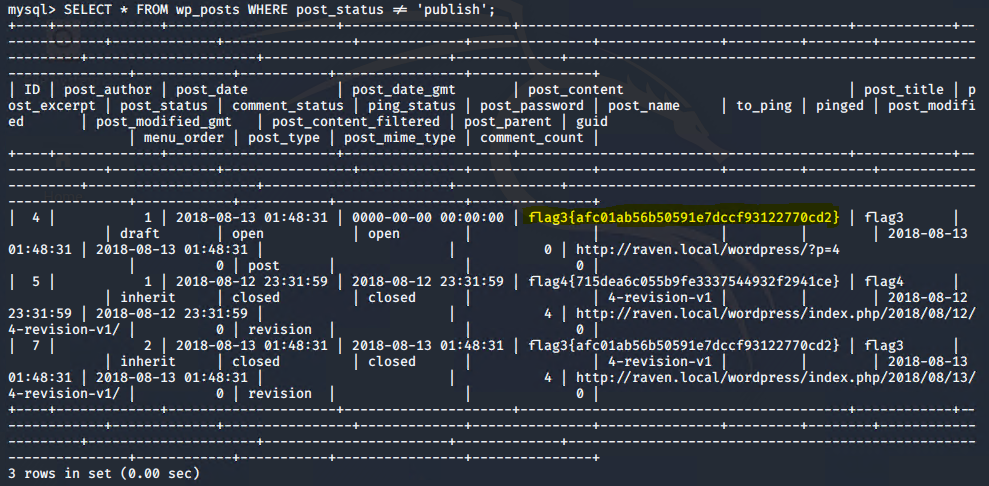 mysql> SELECT * FROM wp_posts WHERE post_status != 'publish';
+----+-------------+---------------------+---------------------+----------------------------------------+------------+--
------------+-------------+----------------+-------------+---------------+---------------+---------+--------+-----------
----------+---------------------+-----------------------+-------------+---------------------------------------------------
---------------+------------+-----------+----------------+---------------+
| ID | post_author | post_date | post_date_gmt | post_content | post_title | p
ost_excerpt | post_status | comment_status | ping_status | post_password | post_name | to_ping | pinged | post_modifi
ed | post_modified_gmt | post_content_filtered | post_parent | guid
| menu_order | post_type | post_mime_type | comment_count |
+----+-------------+---------------------+---------------------+----------------------------------------+------------+--
------------+-------------+----------------+-------------+---------------+---------------+---------+--------+-----------
----------+---------------------+-----------------------+-------------+---------------------------------------------------
---------------+------------+-----------+----------------+---------------+
| 4 | 1 | 2018-08-13 01:48:31 | 0000-00-00 00:00:00 | flag3{afc01ab56b50591e7dccf93122770cd2} | flag3 |
| draft | open | open | | | | | 2018-08-13
01:48:31 | 2018-08-13 01:48:31 | | 0 | http://raven.local/wordpress/?p=4
| 0 | post | | 0 |
| 5 | 1 | 2018-08-12 23:31:59 | 2018-08-12 23:31:59 | flag4{715dea6c055b9fe3337544932f2941ce} | flag4 |
| inherit | closed | closed | | 4-revision-v1 | | | 2018-08-12
23:31:59 | 2018-08-12 23:31:59 | | 4 | http://raven.local/wordpress/index.php/2018/08/12/
4-revision-v1/ | 0 | revision | | 0 |
| 7 | 2 | 2018-08-13 01:48:31 | 2018-08-13 01:48:31 | flag3{afc01ab56b50591e7dccf93122770cd2} | flag3 |
| inherit | closed | closed | | 4-revision-v1 | | | 2018-08-13
01:48:31 | 2018-08-13 01:48:31 | | 4 | http://raven.local/wordpress/index.php/2018/08/13/
4-revision-v1/ | 0 | revision | | 0 |
+----+-------------+---------------------+---------------------+----------------------------------------+------------+--
------------+-------------+----------------+-------------+---------------+---------------+---------+--------+-----------
----------+---------------------+-----------------------+-------------+---------------------------------------------------
---------------+------------+-----------+----------------+---------------+
3 rows in set (0.00 sec)